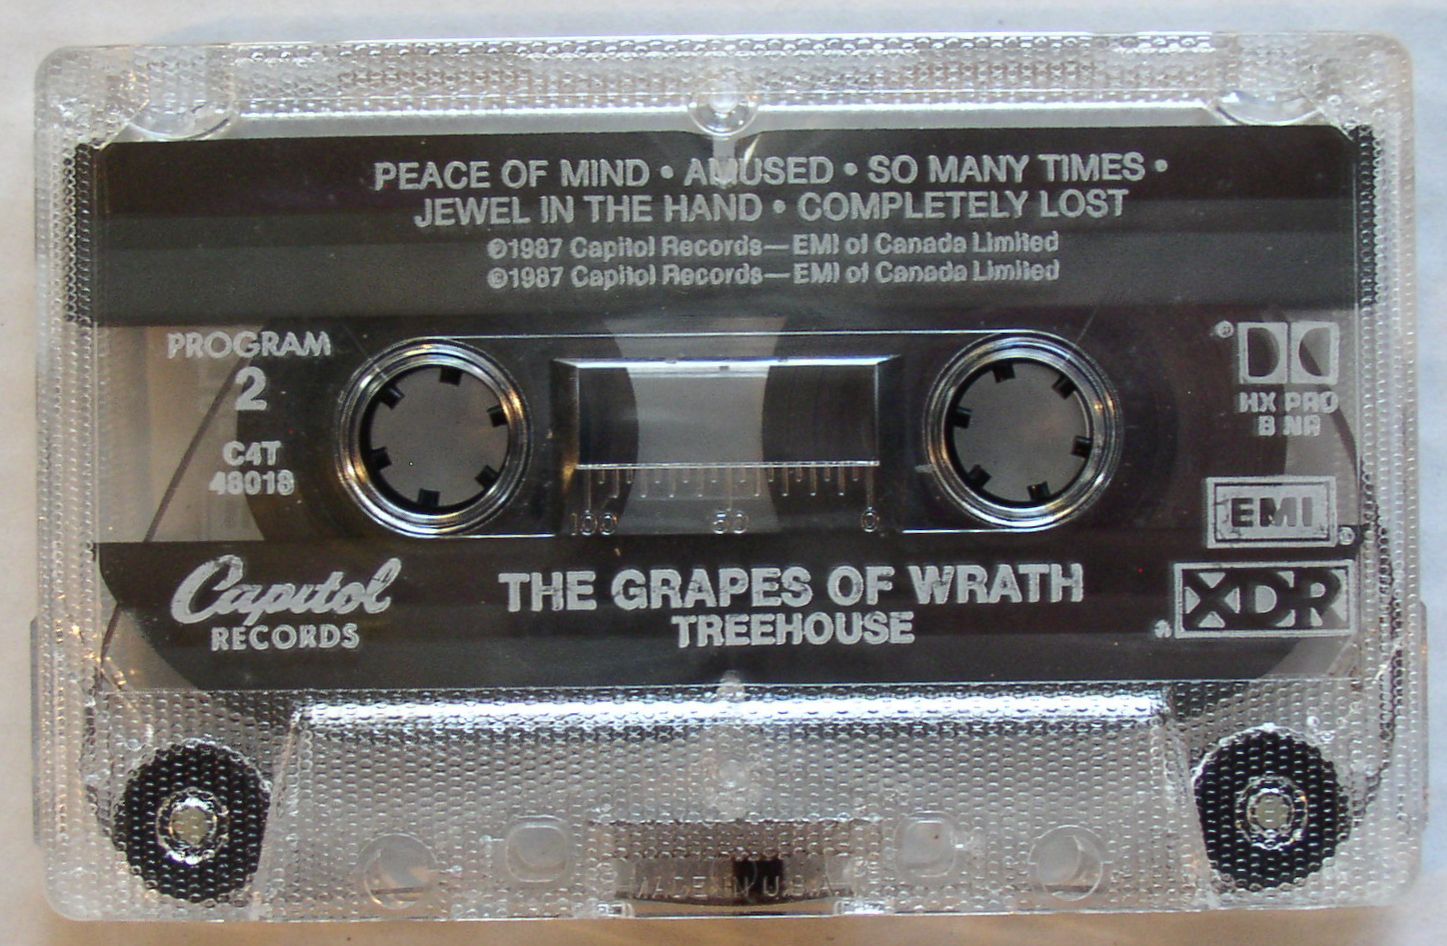 PEACE OF MIND • AMUSED • SO MANY TIMES •
JEWEL IN THE HAND • COMPLETELY LOST
℗1987 Capitol Records—EMI of Canada Limited
©1987 Capitol Records—EMI of Canada Limited
PROGRAM
2
C4T
48018
®
HX PRO
B NR
100 50 0
EMI
®
Capitol
RECORDS
THE GRAPES OF WRATH
TREEHOUSE
XDR
MADE IN U.S.A.